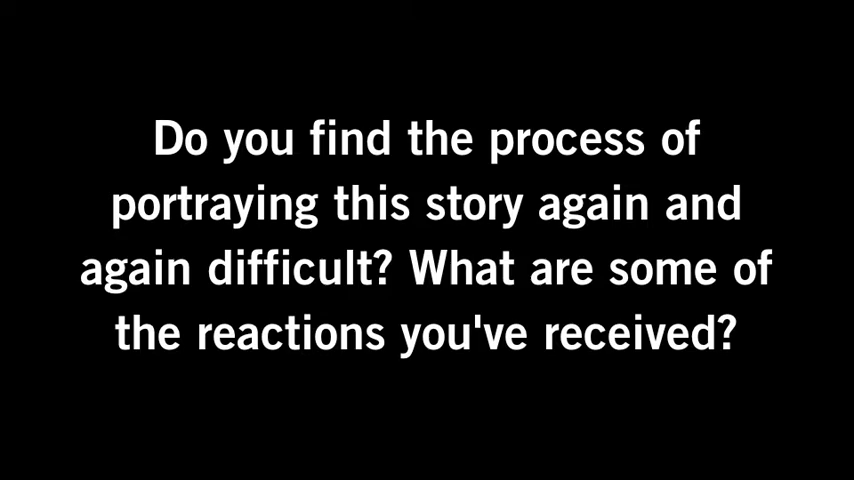 Do you find the process of
portraying this story again and
again difficult? What are some of
the reactions you've received?